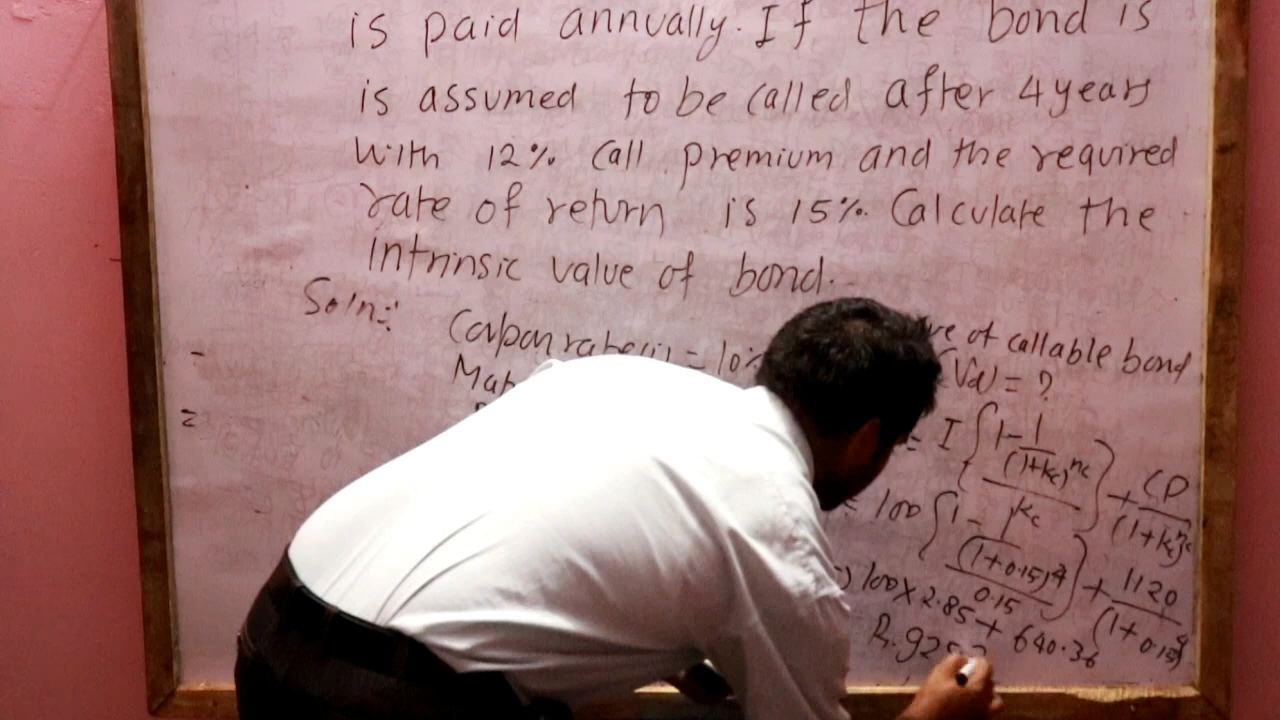 is paid annually. If the bond is
is assumed to be called after 4 years
with 12% call premium and the required
rate of return is 15%. Calculate the
intrinsic value of bond.
Soln:
Coupan rate (i) = 10%
of callable bond
(Vd) = ?
= I { 1 - 1/(1+kc)^nc / kc } + CP/(1+kc)^nc
= 100 { 1 - 1/(1+0.15)^4 / 0.15 } + 1120/(1+0.15)^4
100 × 2.85 + 640.36
R. 925